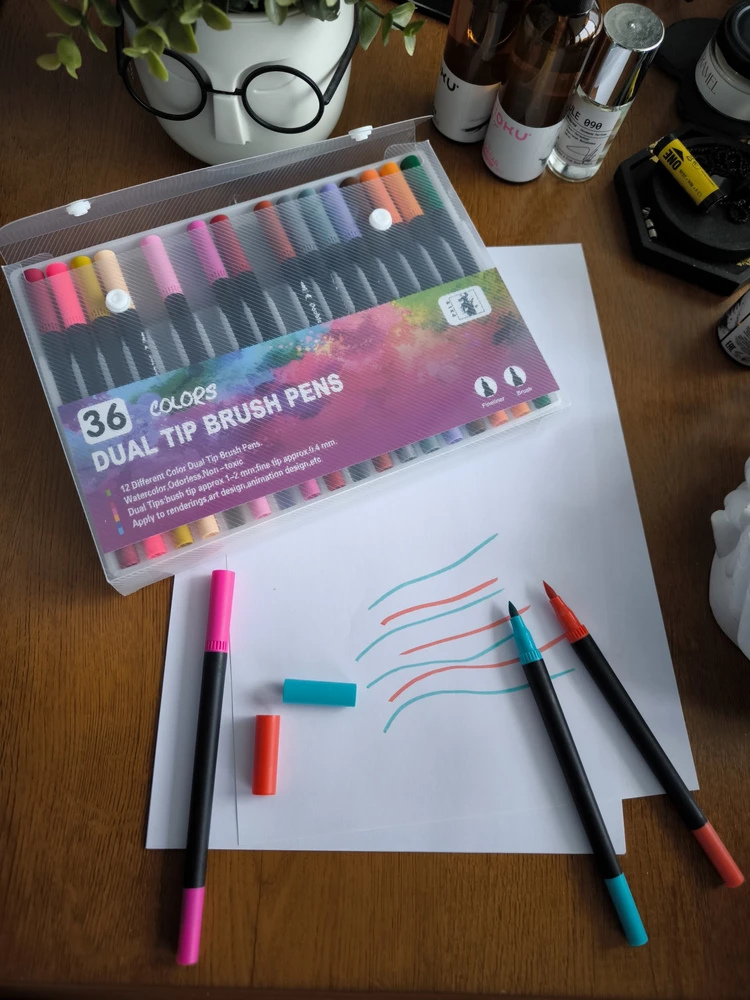 090
ONE
36 COLORS
DUAL TIP BRUSH PENS
Fineliner
Brush
12 Different Color Dual Tip Brush Pens.
Watercolor,Odorless,Non-toxic
Dual Tips:bush tip approx.1-2 mm,fine tip approx.0.4 mm.
Apply to renderings,art design,animation design,etc